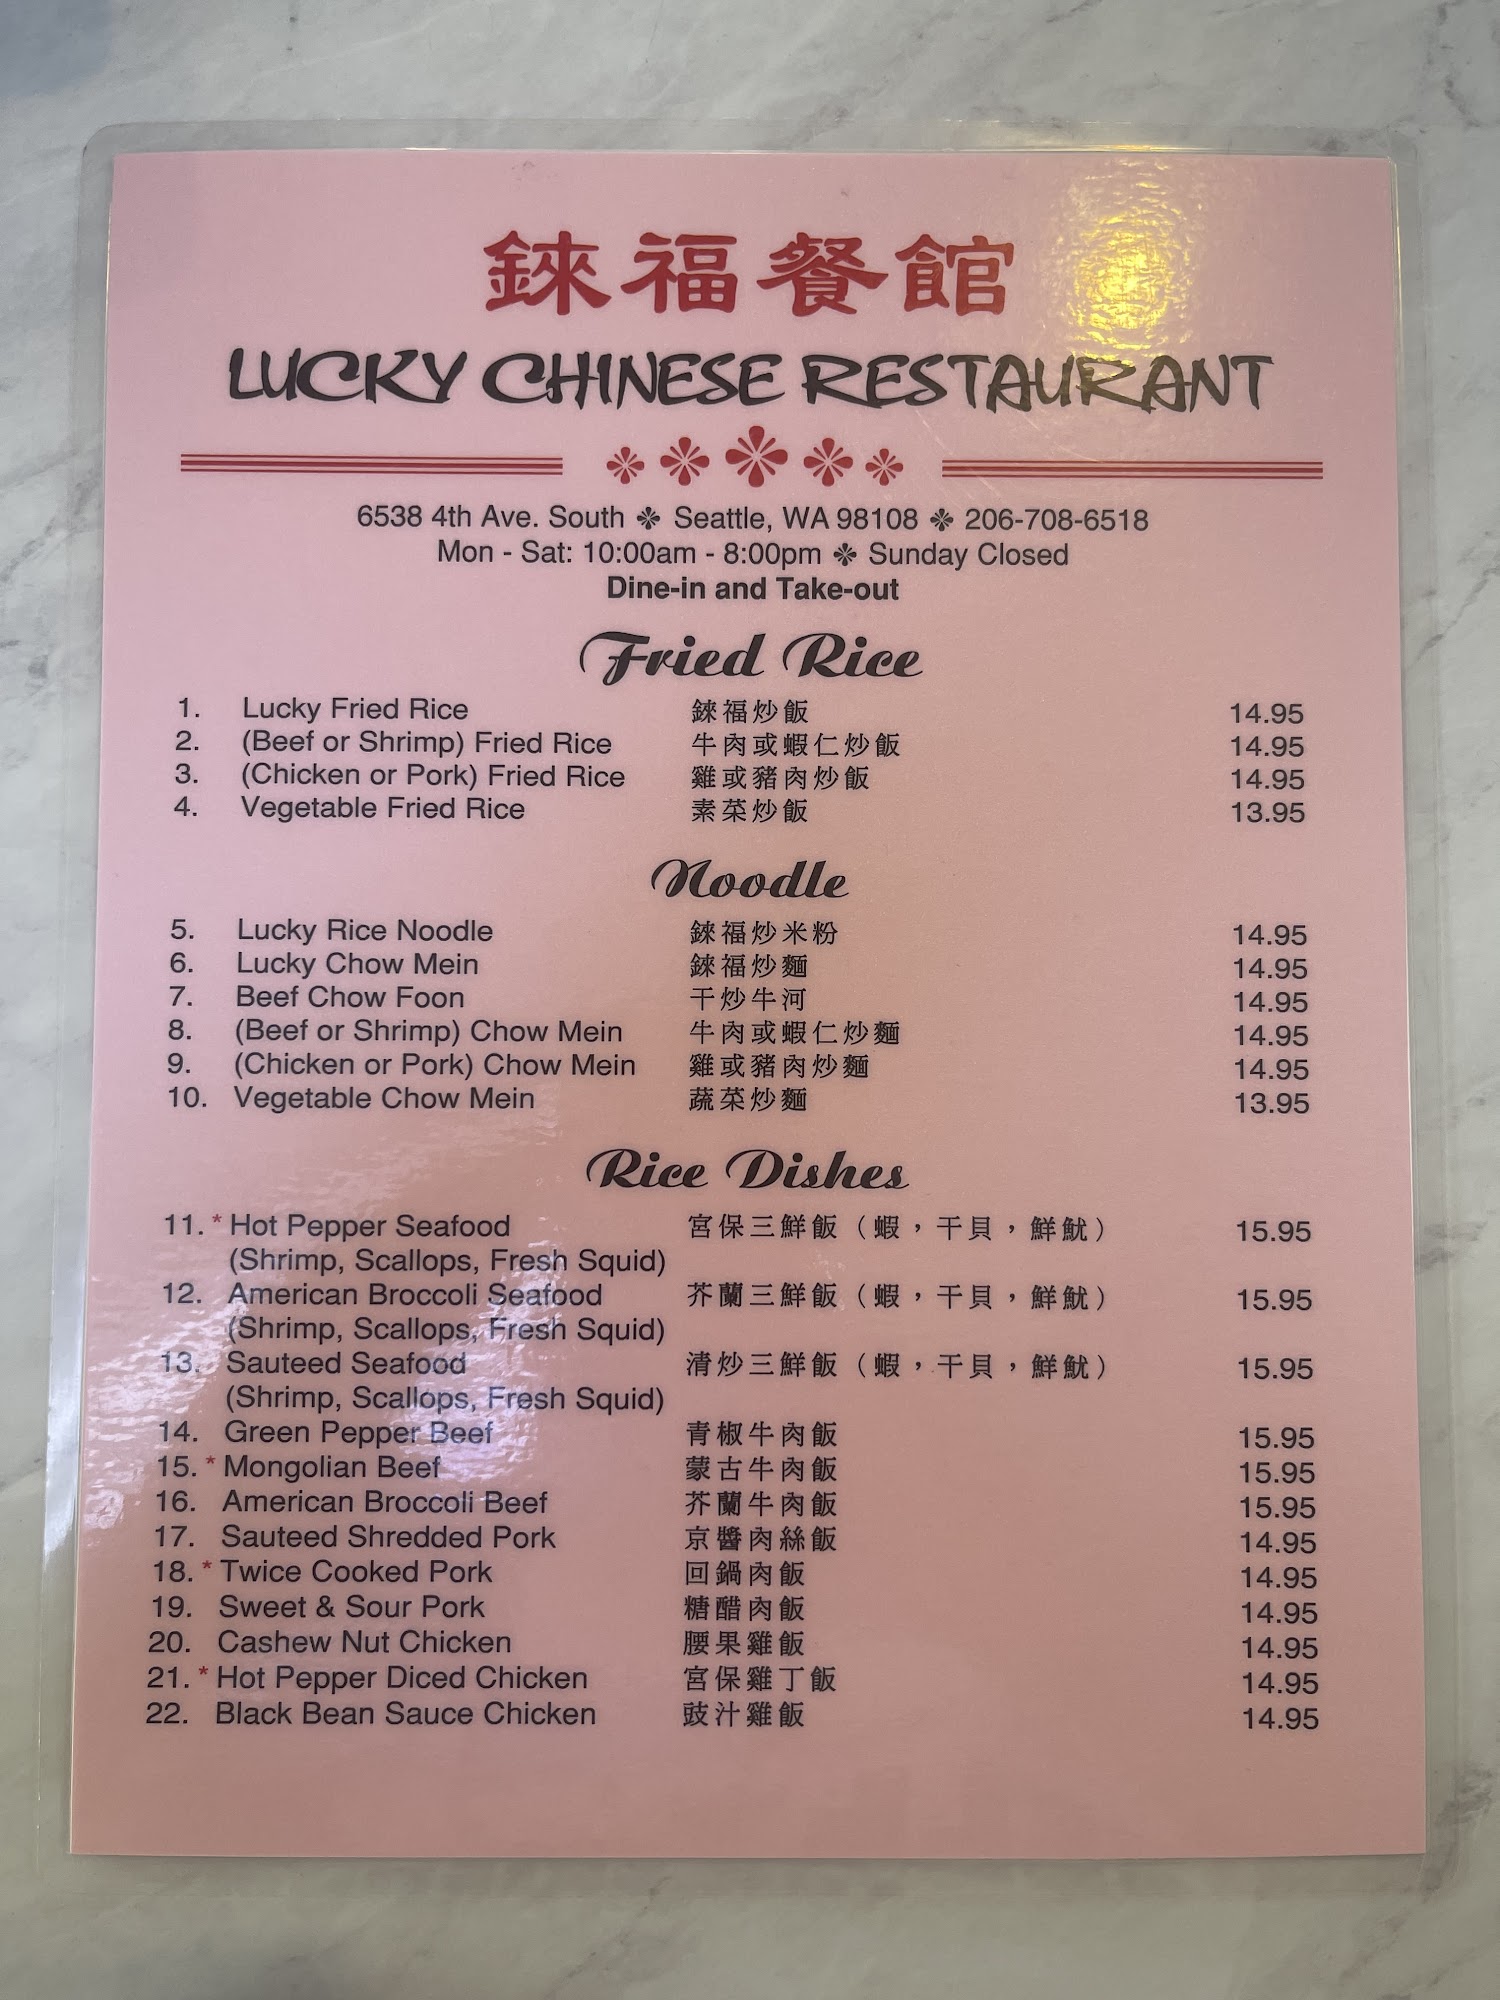 錸福餐館
LUCKY CHINESE RESTAURANT
6538 4th Ave. South ✤ Seattle, WA 98108 ✤ 206-708-6518
Mon - Sat: 10:00am - 8:00pm ✤ Sunday Closed
Dine-in and Take-out
Fried Rice
1. Lucky Fried Rice 錸福炒飯 14.95
2. (Beef or Shrimp) Fried Rice 牛肉或蝦仁炒飯 14.95
3. (Chicken or Pork) Fried Rice 雞或豬肉炒飯 14.95
4. Vegetable Fried Rice 素菜炒飯 13.95
Noodle
5. Lucky Rice Noodle 錸福炒米粉 14.95
6. Lucky Chow Mein 錸福炒麵 14.95
7. Beef Chow Foon 干炒牛河 14.95
8. (Beef or Shrimp) Chow Mein 牛肉或蝦仁炒麵 14.95
9. (Chicken or Pork) Chow Mein 雞或豬肉炒麵 14.95
10. Vegetable Chow Mein 蔬菜炒麵 13.95
Rice Dishes
11. * Hot Pepper Seafood 宮保三鮮飯（蝦，干貝，鮮魷） 15.95
(Shrimp, Scallops, Fresh Squid)
12. American Broccoli Seafood 芥蘭三鮮飯（蝦，干貝，鮮魷） 15.95
(Shrimp, Scallops, Fresh Squid)
13. Sauteed Seafood 清炒三鮮飯（蝦，干貝，鮮魷） 15.95
(Shrimp, Scallops, Fresh Squid)
14. Green Pepper Beef 青椒牛肉飯 15.95
15. * Mongolian Beef 蒙古牛肉飯 15.95
16. American Broccoli Beef 芥蘭牛肉飯 15.95
17. Sauteed Shredded Pork 京醬肉絲飯 14.95
18. * Twice Cooked Pork 回鍋肉飯 14.95
19. Sweet & Sour Pork 糖醋肉飯 14.95
20. Cashew Nut Chicken 腰果雞飯 14.95
21. * Hot Pepper Diced Chicken 宮保雞丁飯 14.95
22. Black Bean Sauce Chicken 豉汁雞飯 14.95